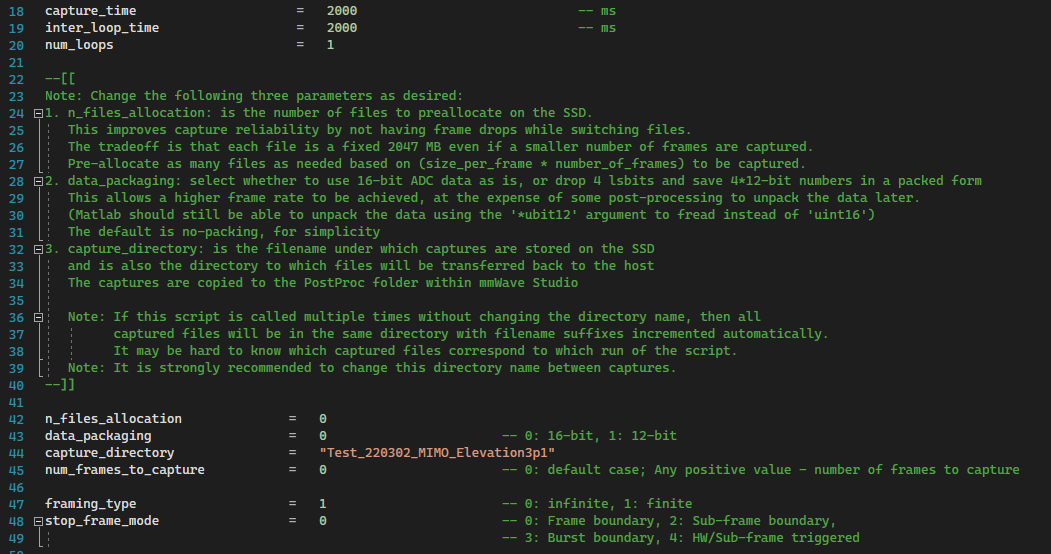 18 capture_time = 2000 -- ms
19 inter_loop_time = 2000 -- ms
20 num_loops = 1
21
22 --[[
23 Note: Change the following three parameters as desired:
24 1. n_files_allocation: is the number of files to preallocate on the SSD.
25 This improves capture reliability by not having frame drops while switching files.
26 The tradeoff is that each file is a fixed 2047 MB even if a smaller number of frames are captured.
27 Pre-allocate as many files as needed based on (size_per_frame * number_of_frames) to be captured.
28 2. data_packaging: select whether to use 16-bit ADC data as is, or drop 4 lsbits and save 4*12-bit numbers in a packed form
29 This allows a higher frame rate to be achieved, at the expense of some post-processing to unpack the data later.
30 (Matlab should still be able to unpack the data using the '*ubit12' argument to fread instead of 'uint16')
31 The default is no-packing, for simplicity
32 3. capture_directory: is the filename under which captures are stored on the SSD
33 and is also the directory to which files will be transferred back to the host
34 The captures are copied to the PostProc folder within mmWave Studio
35
36 Note: If this script is called multiple times without changing the directory name, then all
37 captured files will be in the same directory with filename suffixes incremented automatically.
38 It may be hard to know which captured files correspond to which run of the script.
39 Note: It is strongly recommended to change this directory name between captures.
40 --]]
41
42 n_files_allocation = 0
43 data_packaging = 0 -- 0: 16-bit, 1: 12-bit
44 capture_directory = "Test_220302_MIMO_Elevation3p1"
45 num_frames_to_capture = 0 -- 0: default case; Any positive value - number of frames to capture
46
47 framing_type = 1 -- 0: infinite, 1: finite
48 stop_frame_mode = 0 -- 0: Frame boundary, 2: Sub-frame boundary,
49 -- 3: Burst boundary, 4: HW/Sub-frame triggered